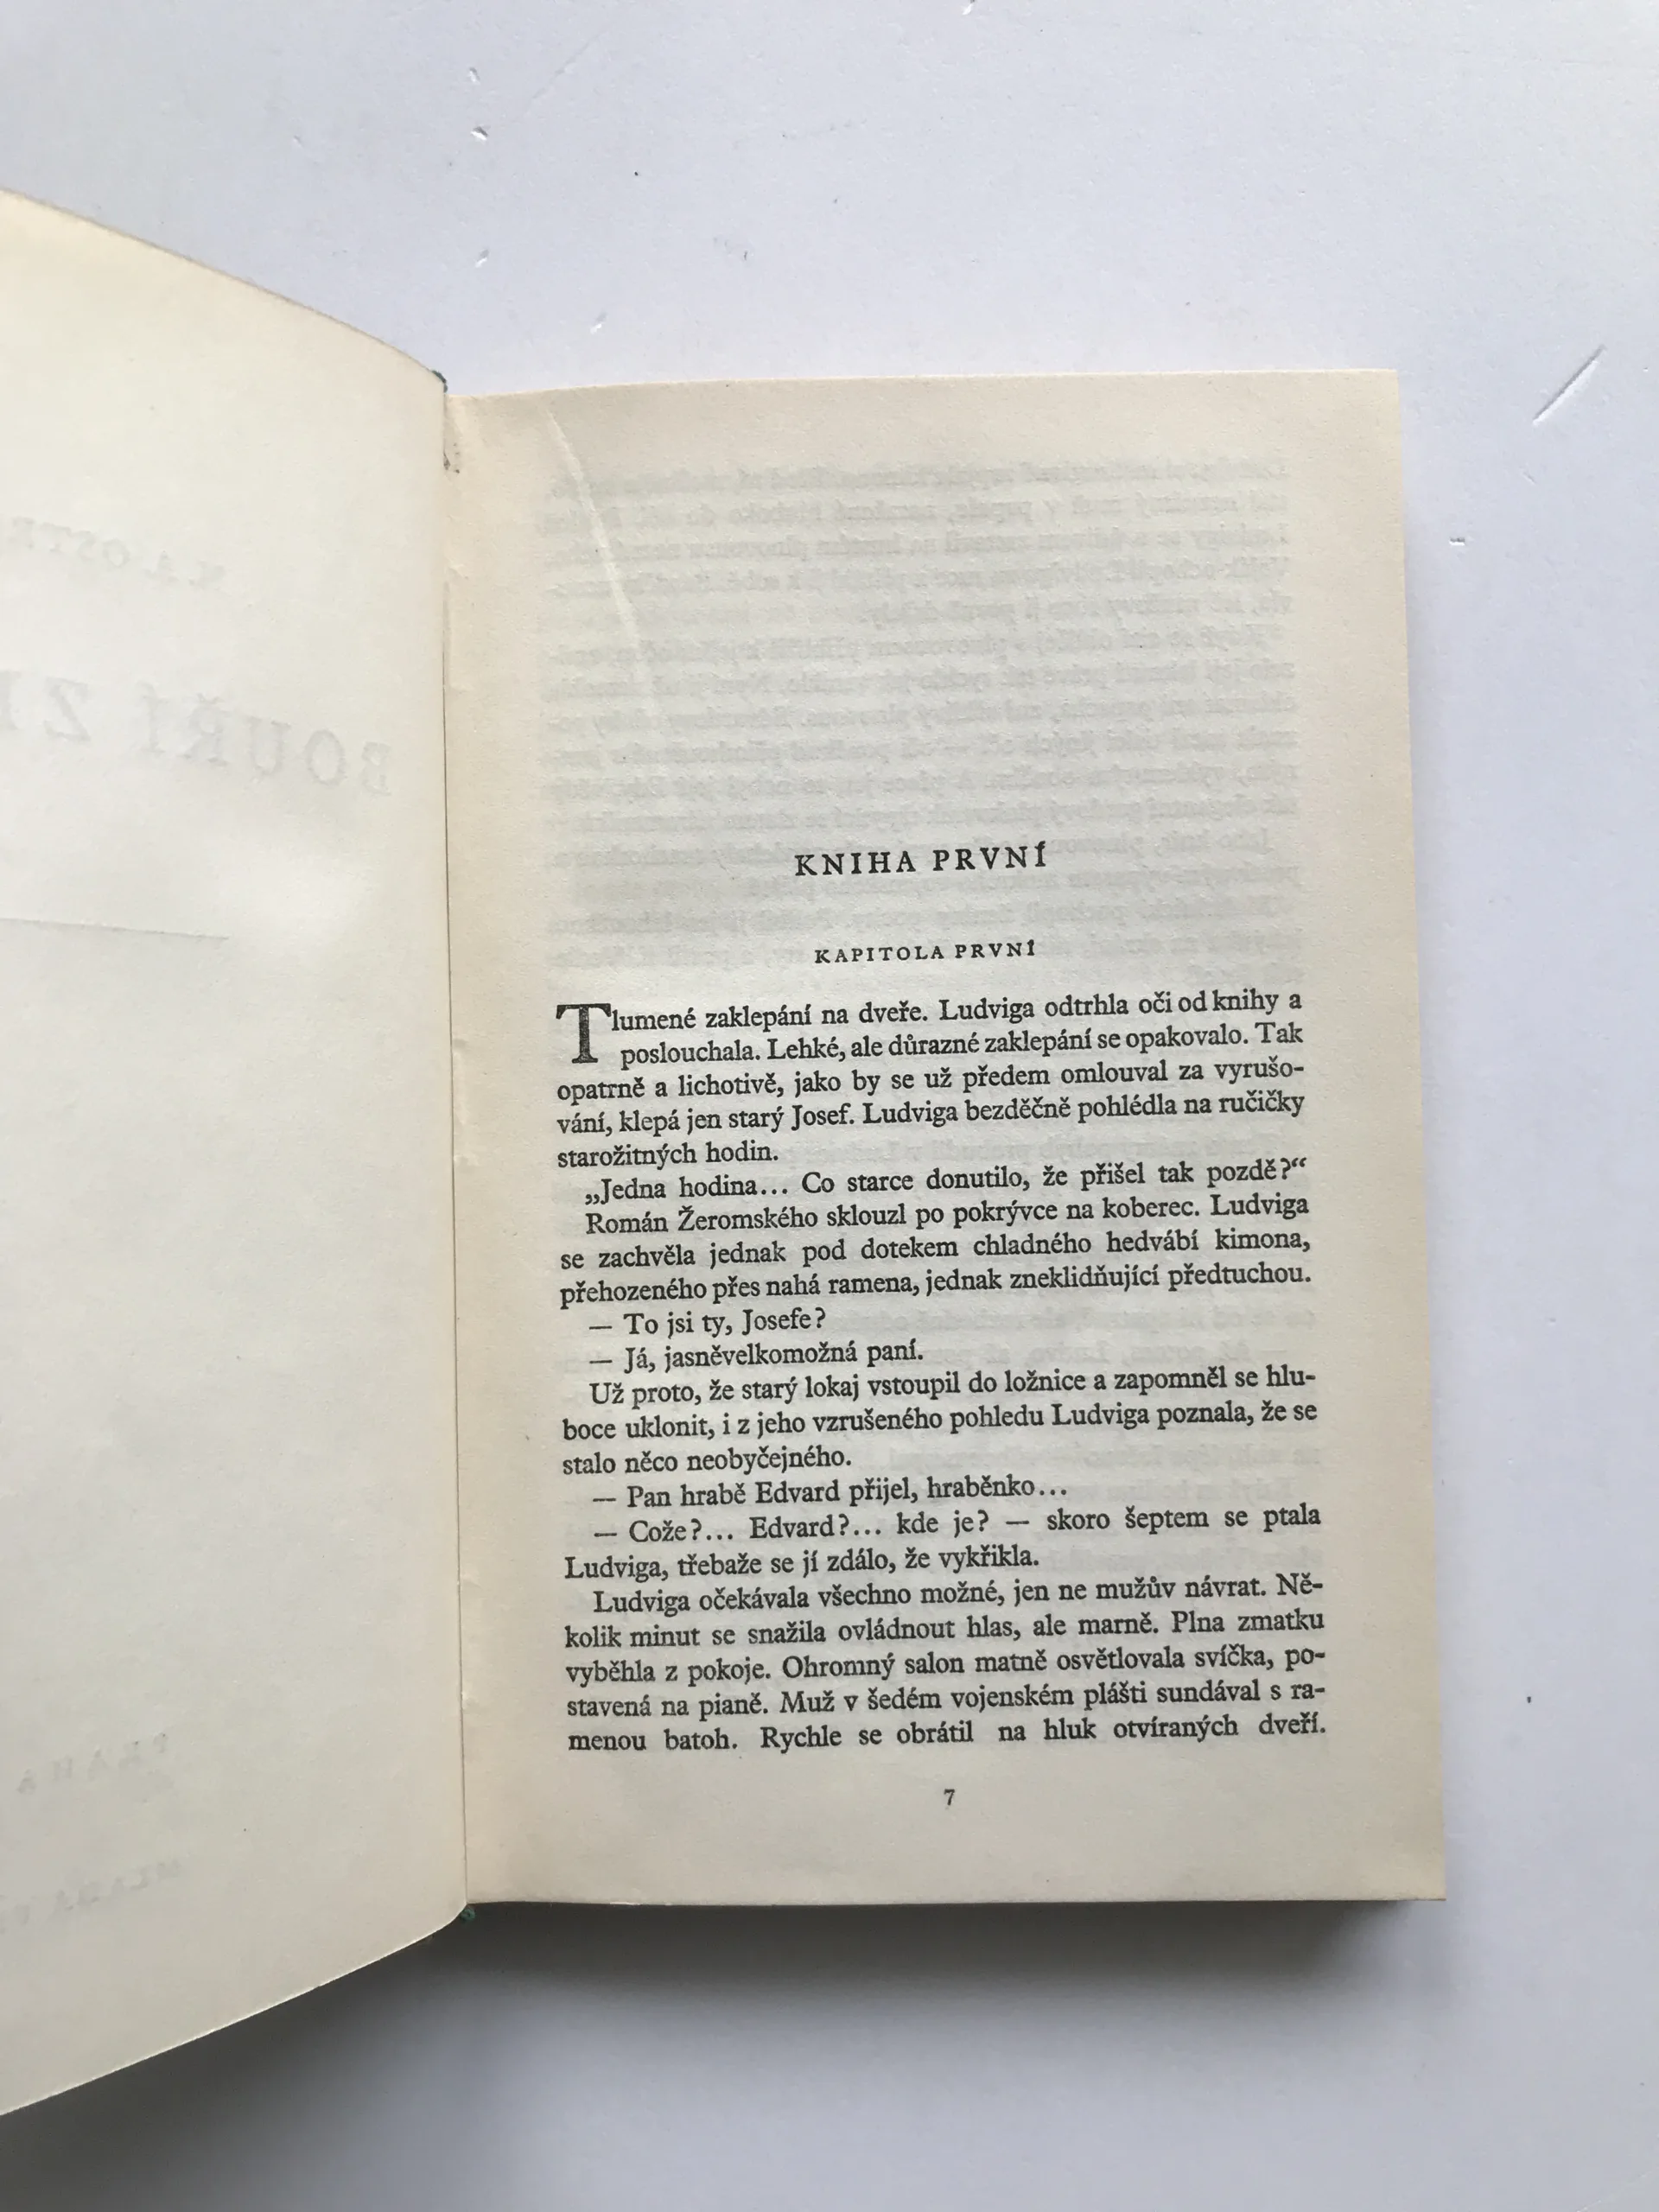 KNIHA PRVNÍ
KAPITOLA PRVNÍ
Tlumené zaklepání na dveře. Ludviga odtrhla oči od knihy a
poslouchala. Lehké, ale důrazné zaklepání se opakovalo. Tak
opatrně a lichotivě, jako by se už předem omlouval za vyrušo-
vání, klepá jen starý Josef. Ludviga bezděčně pohlédla na ručičky
starožitných hodin.
„Jedna hodina... Co starce donutilo, že přišel tak pozdě?“
Román Žeromského sklouzl po pokrývce na koberec. Ludviga
se zachvěla jednak pod dotekem chladného hedvábí kimona,
přehozeného přes nahá ramena, jednak zneklidňující předtuchou.
— To jsi ty, Josefe?
— Já, jasněvelkomožná paní.
Už proto, že starý lokaj vstoupil do ložnice a zapomněl se hlu-
boce uklonit, i z jeho vzrušeného pohledu Ludviga poznala, že se
stalo něco neobyčejného.
— Pan hrabě Edvard přijel, hraběnko...
— Cože?... Edvard?... kde je? — skoro šeptem se ptala
Ludviga, třebaže se jí zdálo, že vykřikla.
Ludviga očekávala všechno možné, jen ne mužův návrat. Ně-
kolik minut se snažila ovládnout hlas, ale marně. Plna zmatku
vyběhla z pokoje. Ohromný salon matně osvětlovala svíčka, po-
stavená na pianě. Muž v šedém vojenském plášti sundával s ra-
menou batoh. Rychle se obrátil na hluk otvíraných dveří.
7